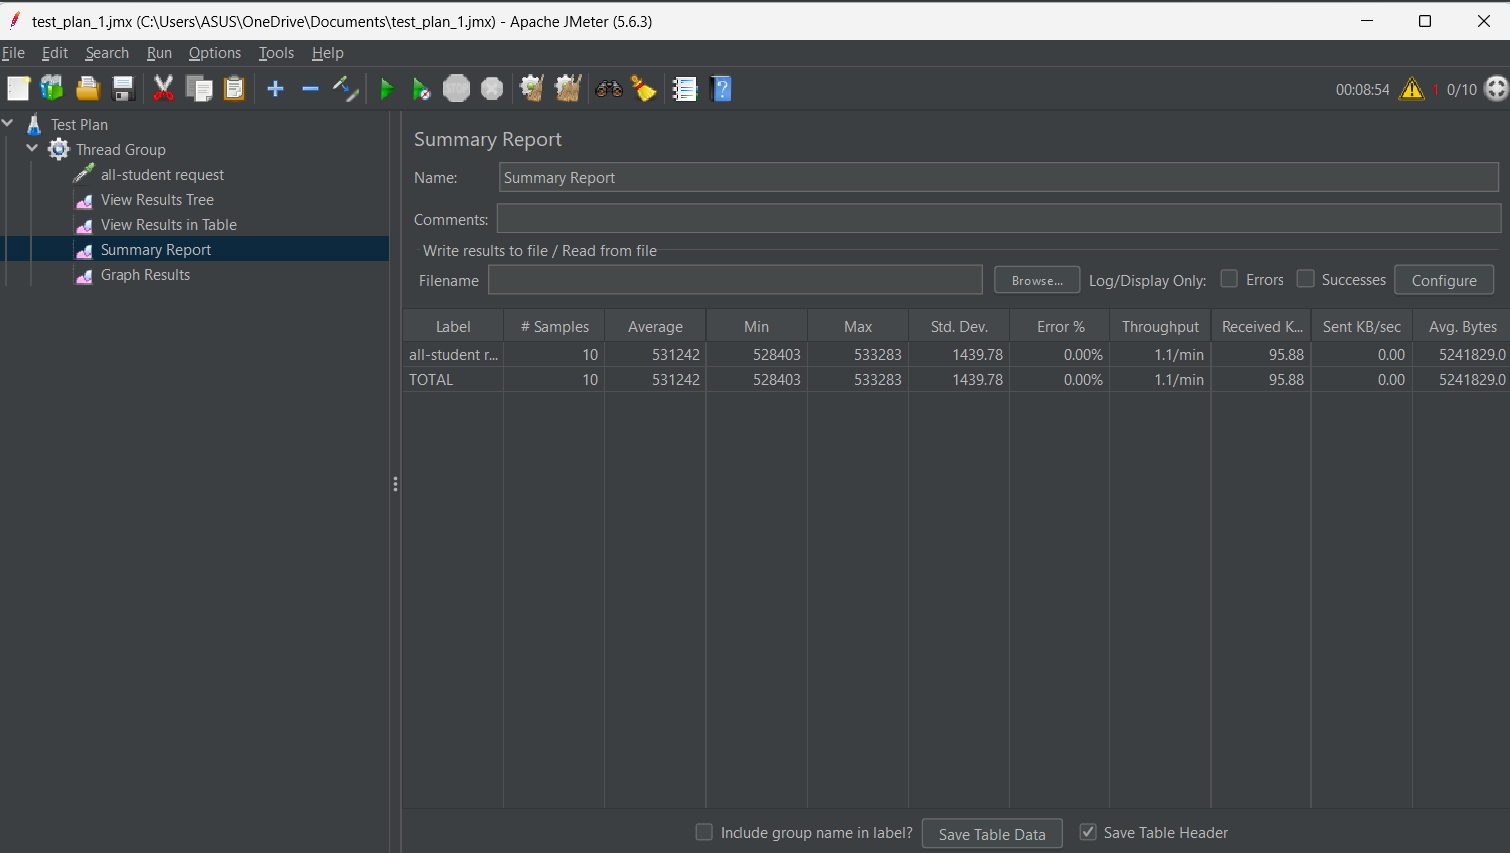 test_plan_1.jmx (C:\Users\ASUS\OneDrive\Documents\test_plan_1.jmx) - Apache JMeter (5.6.3)
File Edit Search Run Options Tools Help
STOP
00:08:54 1 0/10
Test Plan
Thread Group
all-student request
View Results Tree
View Results in Table
Summary Report
Graph Results
Summary Report
Name: Summary Report
Comments:
Write results to file / Read from file
Filename Browse... Log/Display Only: Errors Successes Configure
Label # Samples Average Min Max Std. Dev. Error % Throughput Received K... Sent KB/sec Avg. Bytes
all-student r... 10 531242 528403 533283 1439.78 0.00% 1.1/min 95.88 0.00 5241829.0
TOTAL 10 531242 528403 533283 1439.78 0.00% 1.1/min 95.88 0.00 5241829.0
Include group name in label? Save Table Data Save Table Header